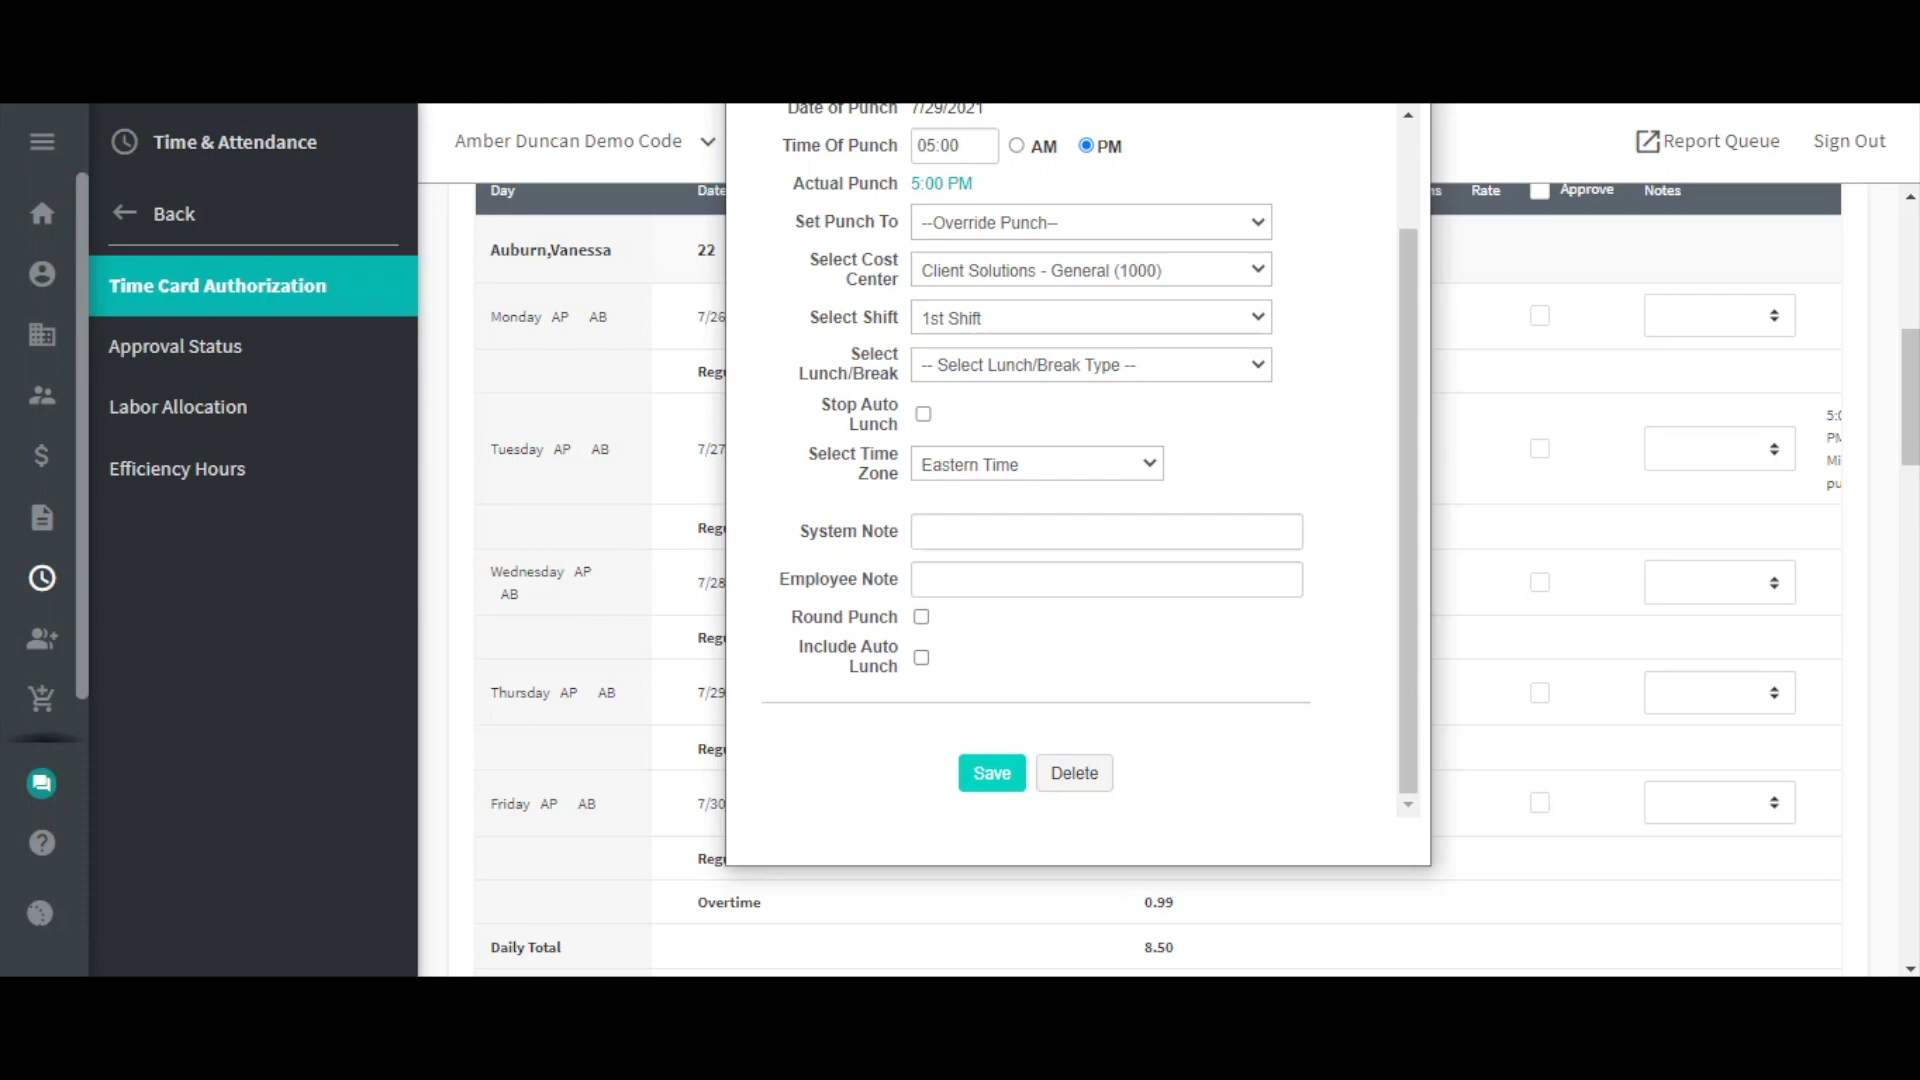 Time & Attendance
Back
Time Card Authorization
Approval Status
Labor Allocation
Efficiency Hours
Amber Duncan Demo Code
Report Queue
Sign Out
Day
Date
Rate
Approve
Notes
Auburn,Vanessa 22
Monday AP AB 7/26
Tuesday AP AB 7/27
5:0
PM
Mi
pu
Wednesday AP
AB
7/28
Thursday AP AB 7/29
Friday AP AB 7/30
Overtime 0.99
Daily Total 8.50
Date of Punch 7/29/2021
Time Of Punch 05:00 AM PM
Actual Punch 5:00 PM
Set Punch To --Override Punch--
Select Cost
Center
Client Solutions - General (1000)
Select Shift 1st Shift
Select
Lunch/Break
-- Select Lunch/Break Type --
Stop Auto
Lunch
Select Time
Zone
Eastern Time
System Note
Employee Note
Round Punch
Include Auto
Lunch
Save
Delete